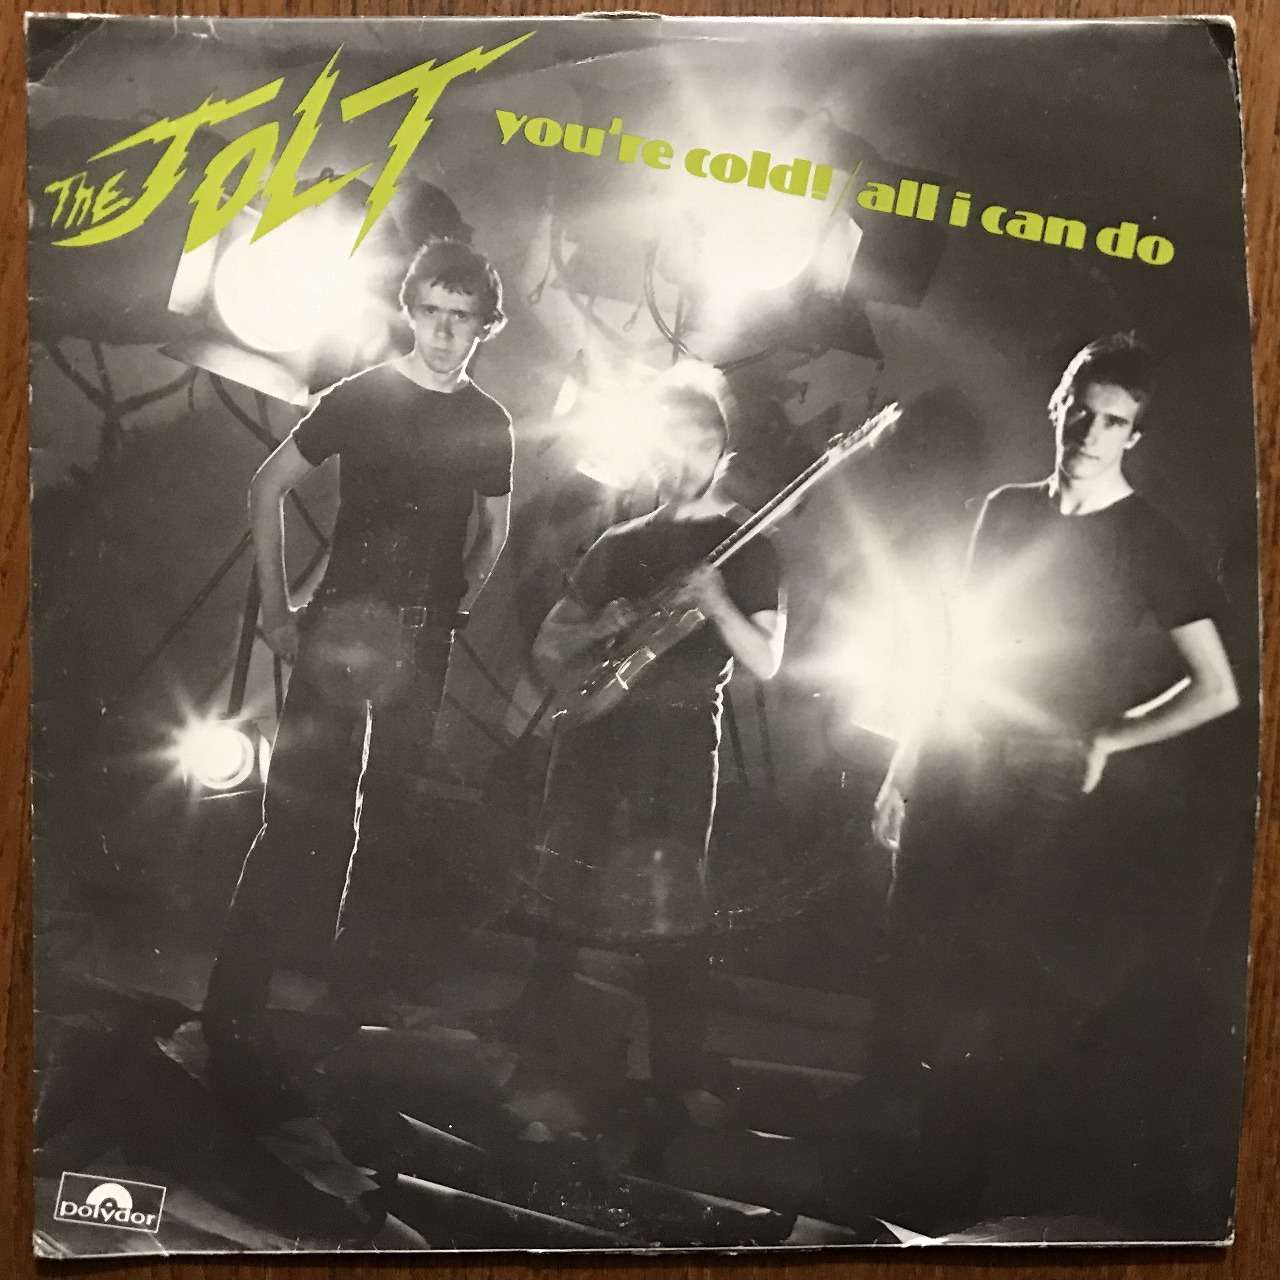 THE JOLT
you're cold!/all i can do
polydor